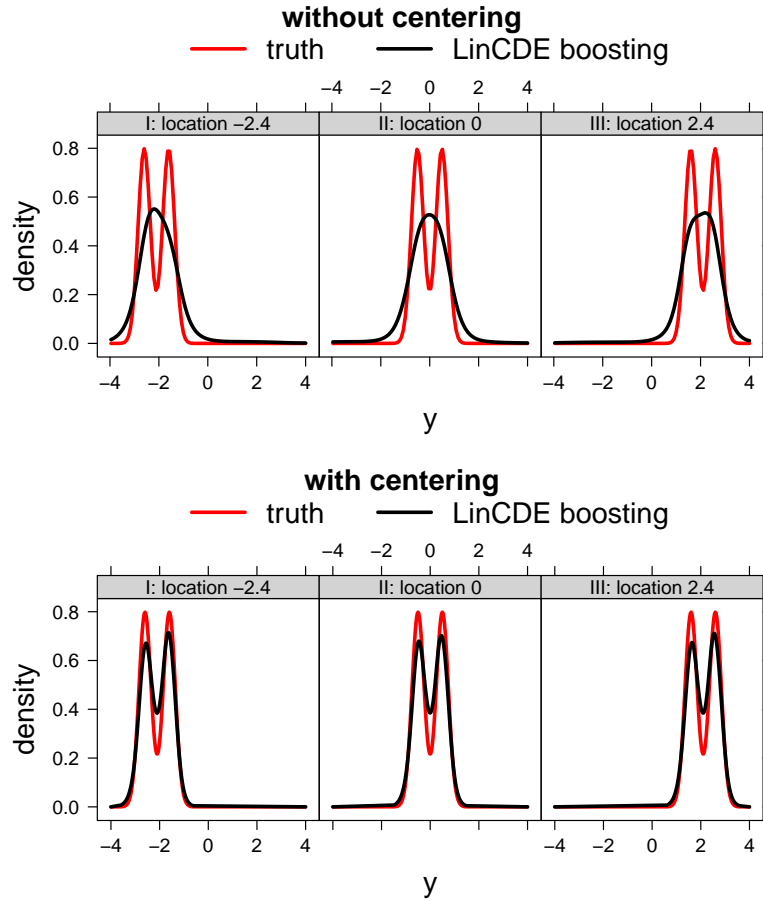 without centering
truth LinCDE boosting
−4 −2 0 2 4
I: location −2.4 II: location 0 III: location 2.4
0.8
0.6
0.4
0.2
0.0
density
−4 −2 0 2 4 −4 −2 0 2 4
y
with centering
truth LinCDE boosting
−4 −2 0 2 4
I: location −2.4 II: location 0 III: location 2.4
0.8
0.6
0.4
0.2
0.0
density
−4 −2 0 2 4 −4 −2 0 2 4
y